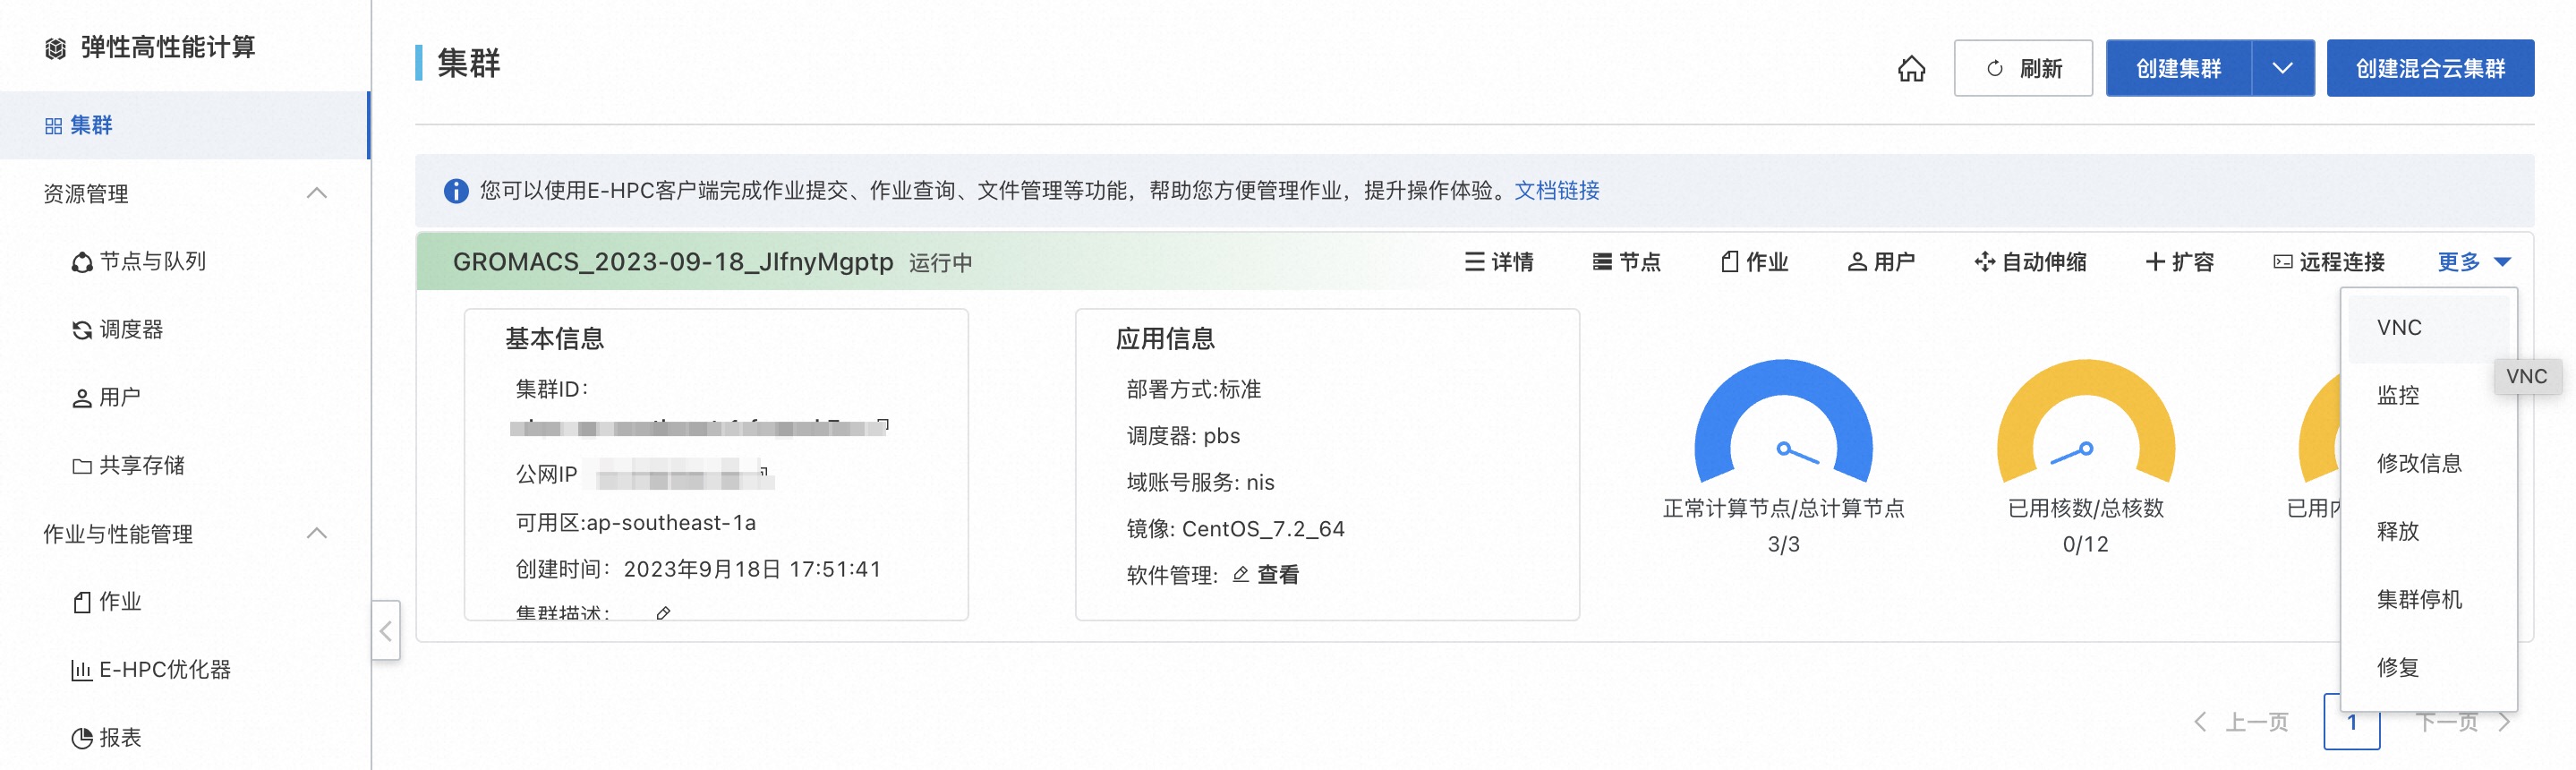 弹性高性能计算
集群
资源管理
节点与队列
调度器
用户
共享存储
作业与性能管理
作业
E-HPC优化器
报表
集群
刷新
创建集群
创建混合云集群
您可以使用E-HPC客户端完成作业提交、作业查询、文件管理等功能，帮助您方便管理作业，提升操作体验。文档链接
GROMACS_2023-09-18_JIfnyMgptp 运行中
详情 节点 作业 用户 自动伸缩 扩容 远程连接 更多
基本信息
集群ID：
公网IP
可用区:ap-southeast-1a
创建时间：2023年9月18日 17:51:41
集群描述：
应用信息
部署方式:标准
调度器: pbs
域账号服务: nis
镜像: CentOS_7.2_64
软件管理: 查看
正常计算节点/总计算节点
3/3
已用核数/总核数
0/12
已用内
VNC
监控
修改信息
释放
集群停机
修复
VNC
上一页 1 下一页